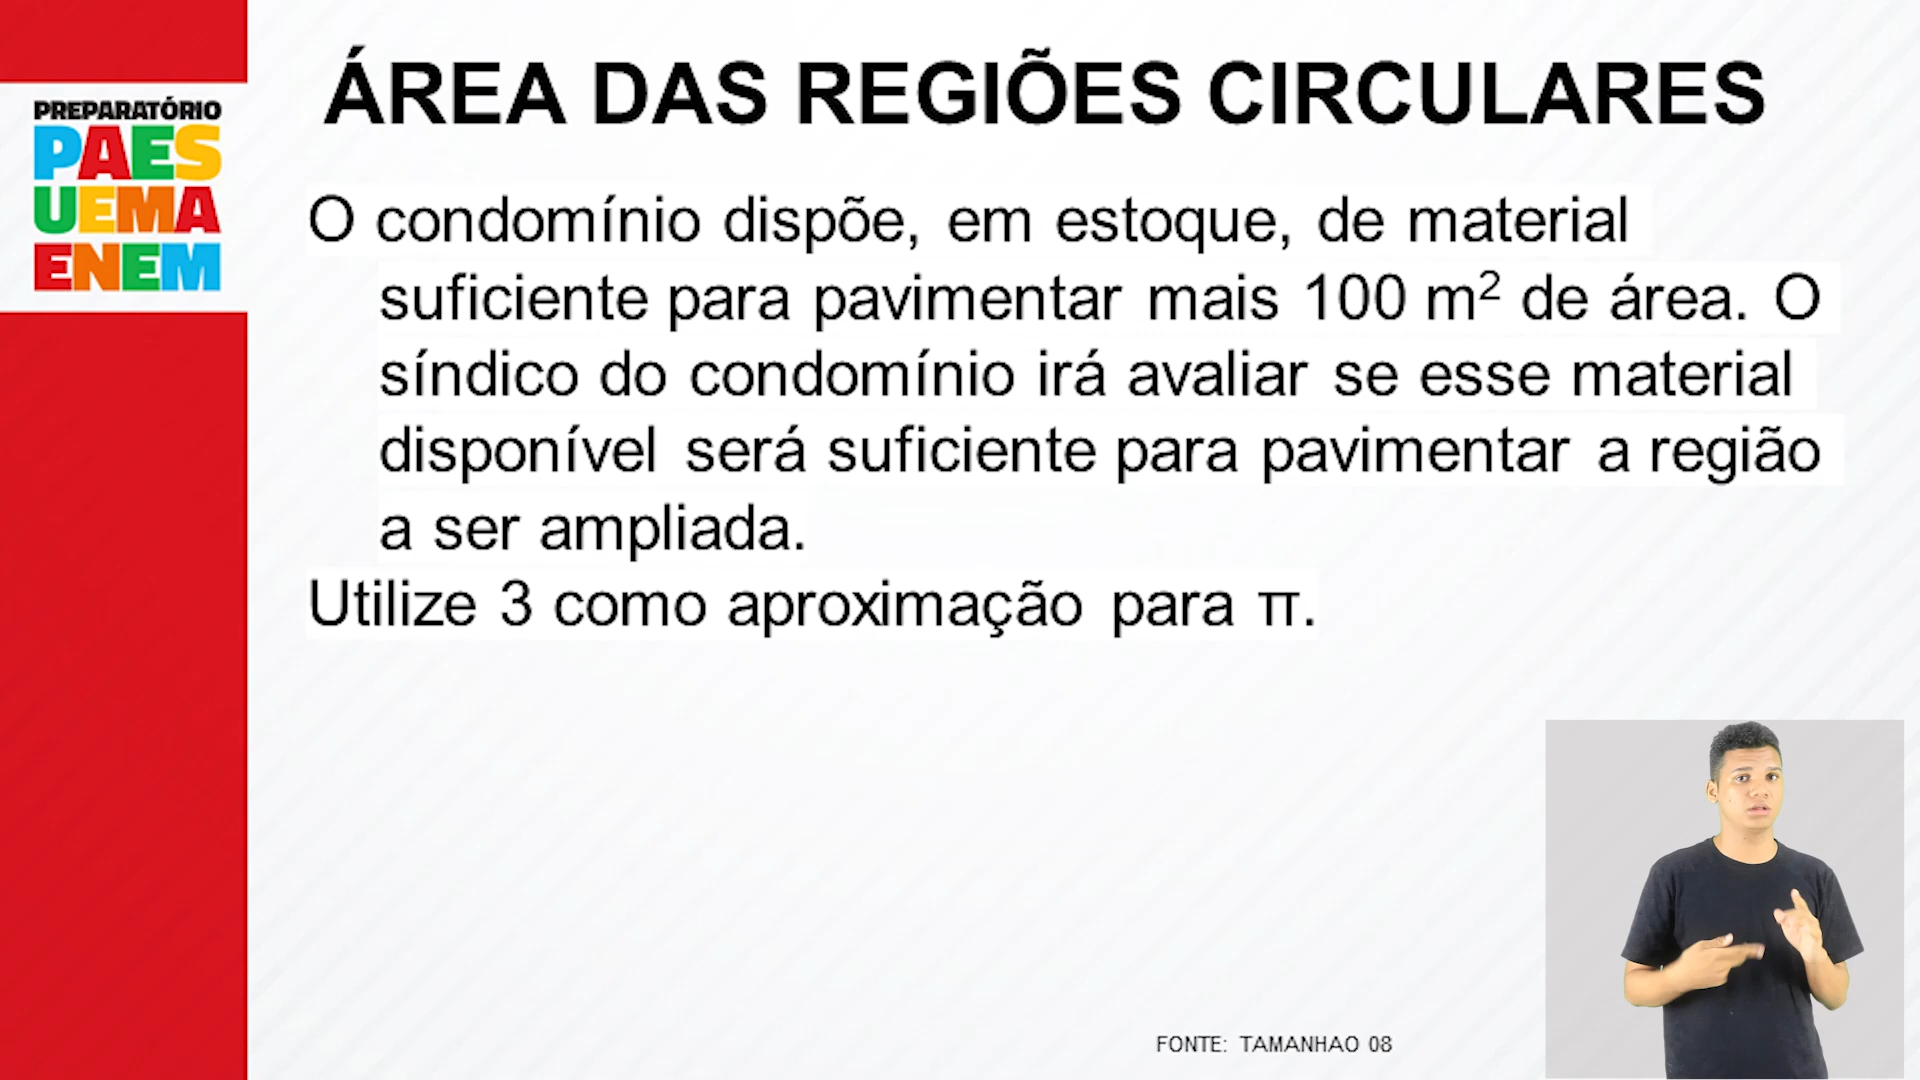 PREPARATÓRIO
PAES
UEMA
ENEM
ÁREA DAS REGIÕES CIRCULARES
O condomínio dispõe, em estoque, de material
suficiente para pavimentar mais 100 m² de área. O
síndico do condomínio irá avaliar se esse material
disponível será suficiente para pavimentar a região
a ser ampliada.
Utilize 3 como aproximação para π.
FONTE: TAMANHAO 08